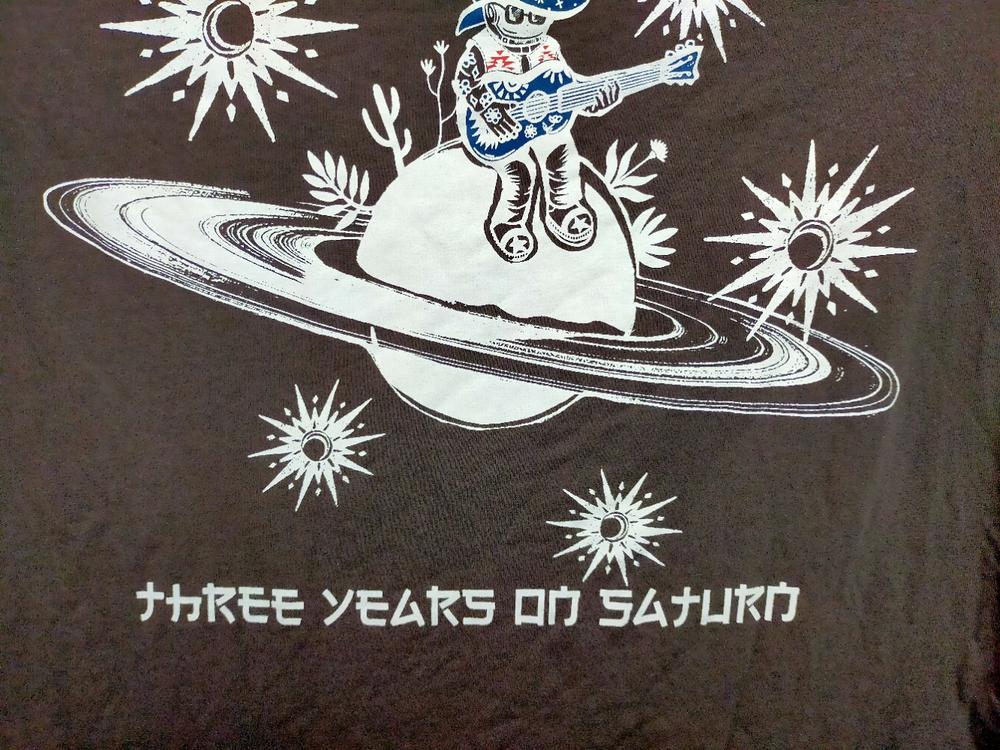 THREE YEARS ON SATURN